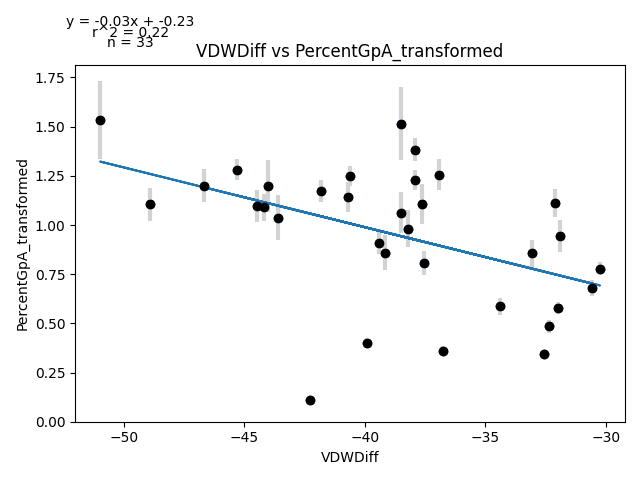 y = -0.03x + -0.23
r^2 = 0.22
n = 33
VDWDiff vs PercentGpA_transformed
1.75
1.50
1.25
1.00
0.75
0.50
0.25
0.00
PercentGpA_transformed
−50
−45
−40
−35
−30
VDWDiff